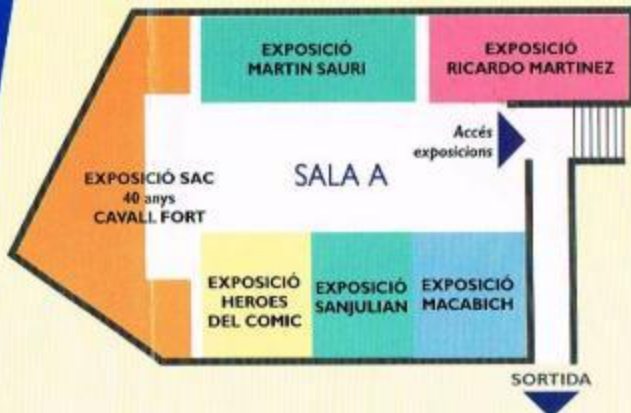 EXPOSICIÓ
MARTIN SAURI
EXPOSICIÓ
RICARDO MARTINEZ
Accés
exposicions
EXPOSICIÓ SAC
40 anys
CAVALL FORT
SALA A
EXPOSICIÓ
HEROES
DEL COMIC
EXPOSICIÓ
SANJULIAN
EXPOSICIÓ
MACABICH
SORTIDA